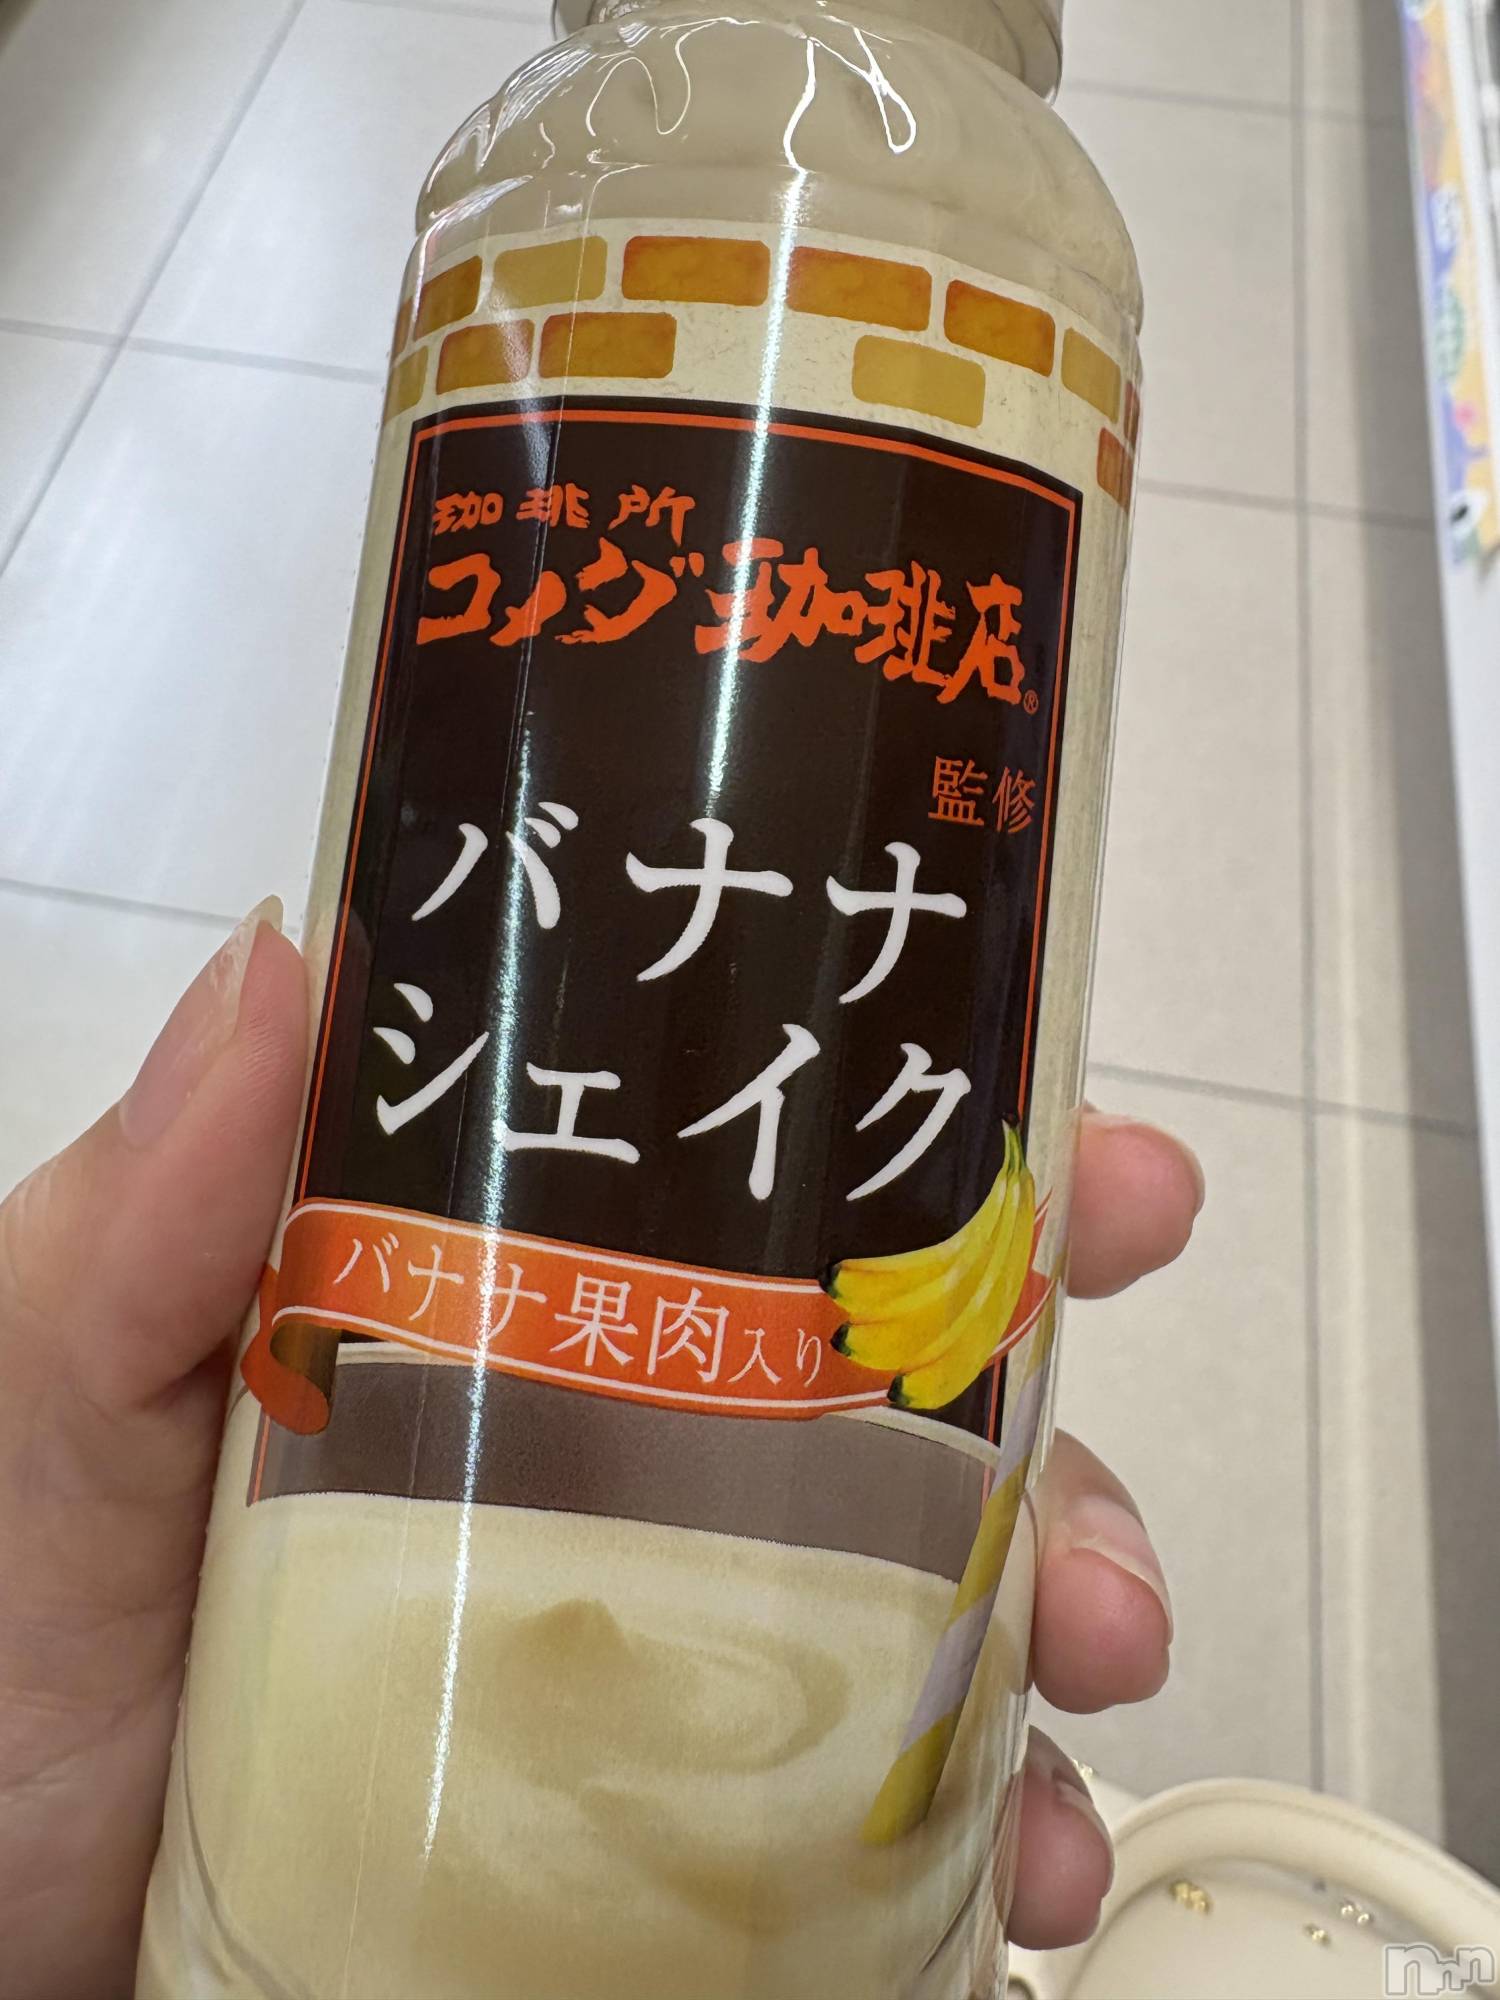 珈琲所
コメダ珈琲店®
監修
バナナ
シェイク
バナナ果肉入り
nnn